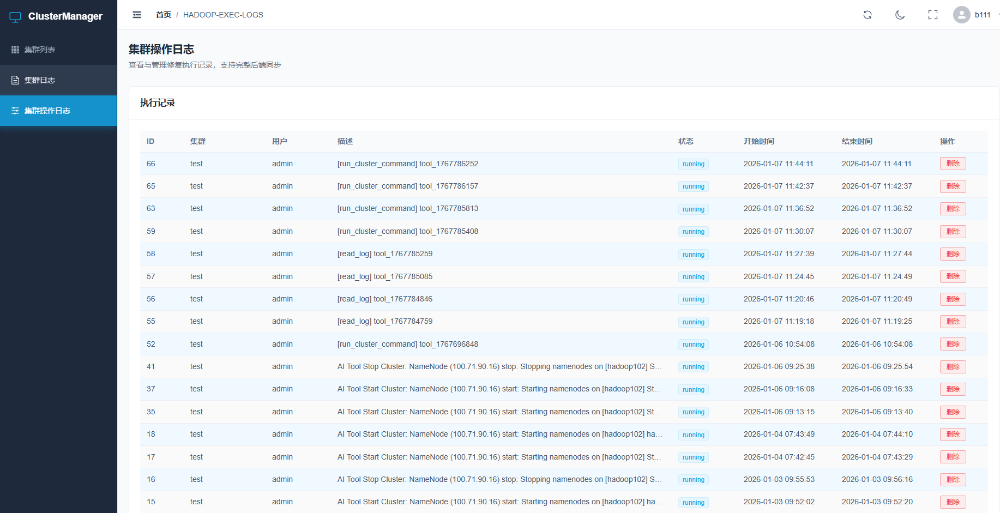 ClusterManager
首页 / HADOOP-EXEC-LOGS
b111
集群列表
集群日志
集群操作日志
集群操作日志
查看与管理修复执行记录，支持完整后端同步
执行记录
ID 集群 用户 描述 状态 开始时间 结束时间 操作
66 test admin [run_cluster_command] tool_1767786252 running 2026-01-07 11:44:11 2026-01-07 11:44:11 删除
65 test admin [run_cluster_command] tool_1767786157 running 2026-01-07 11:42:37 2026-01-07 11:42:37 删除
63 test admin [run_cluster_command] tool_1767785813 running 2026-01-07 11:36:52 2026-01-07 11:36:52 删除
59 test admin [run_cluster_command] tool_1767785408 running 2026-01-07 11:30:07 2026-01-07 11:30:07 删除
58 test admin [read_log] tool_1767785259 running 2026-01-07 11:27:39 2026-01-07 11:27:44 删除
57 test admin [read_log] tool_1767785085 running 2026-01-07 11:24:45 2026-01-07 11:24:49 删除
56 test admin [read_log] tool_1767784846 running 2026-01-07 11:20:46 2026-01-07 11:20:49 删除
55 test admin [read_log] tool_1767784759 running 2026-01-07 11:19:18 2026-01-07 11:19:25 删除
52 test admin [run_cluster_command] tool_1767696848 running 2026-01-06 10:54:08 2026-01-06 10:54:08 删除
41 test admin AI Tool Stop Cluster: NameNode (100.71.90.16) stop: Stopping namenodes on [hadoop102] S... running 2026-01-06 09:25:38 2026-01-06 09:25:54 删除
37 test admin AI Tool Start Cluster: NameNode (100.71.90.16) start: Starting namenodes on [hadoop102] St... running 2026-01-06 09:16:08 2026-01-06 09:16:33 删除
35 test admin AI Tool Start Cluster: NameNode (100.71.90.16) start: Starting namenodes on [hadoop102] St... running 2026-01-06 09:13:15 2026-01-06 09:13:40 删除
18 test admin AI Tool Start Cluster: NameNode (100.71.90.16) start: Starting namenodes on [hadoop102] ha... running 2026-01-04 07:43:49 2026-01-04 07:44:10 删除
17 test admin AI Tool Start Cluster: NameNode (100.71.90.16) start: Starting namenodes on [hadoop102] St... running 2026-01-04 07:42:45 2026-01-04 07:43:29 删除
16 test admin AI Tool Stop Cluster: NameNode (100.71.90.16) stop: Stopping namenodes on [hadoop102] S... running 2026-01-03 09:55:53 2026-01-03 09:56:16 删除
15 test admin AI Tool Start Cluster: NameNode (100.71.90.16) start: Starting namenodes on [hadoop102] ha... running 2026-01-03 09:52:02 2026-01-03 09:52:20 删除